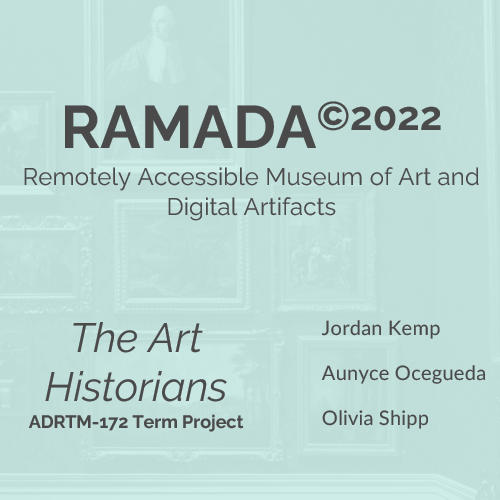 RAMADA©2022
Remotely Accessible Museum of Art and
Digital Artifacts
The Art
Historians
ADRTM-172 Term Project
Jordan Kemp
Aunyce Ocegueda
Olivia Shipp